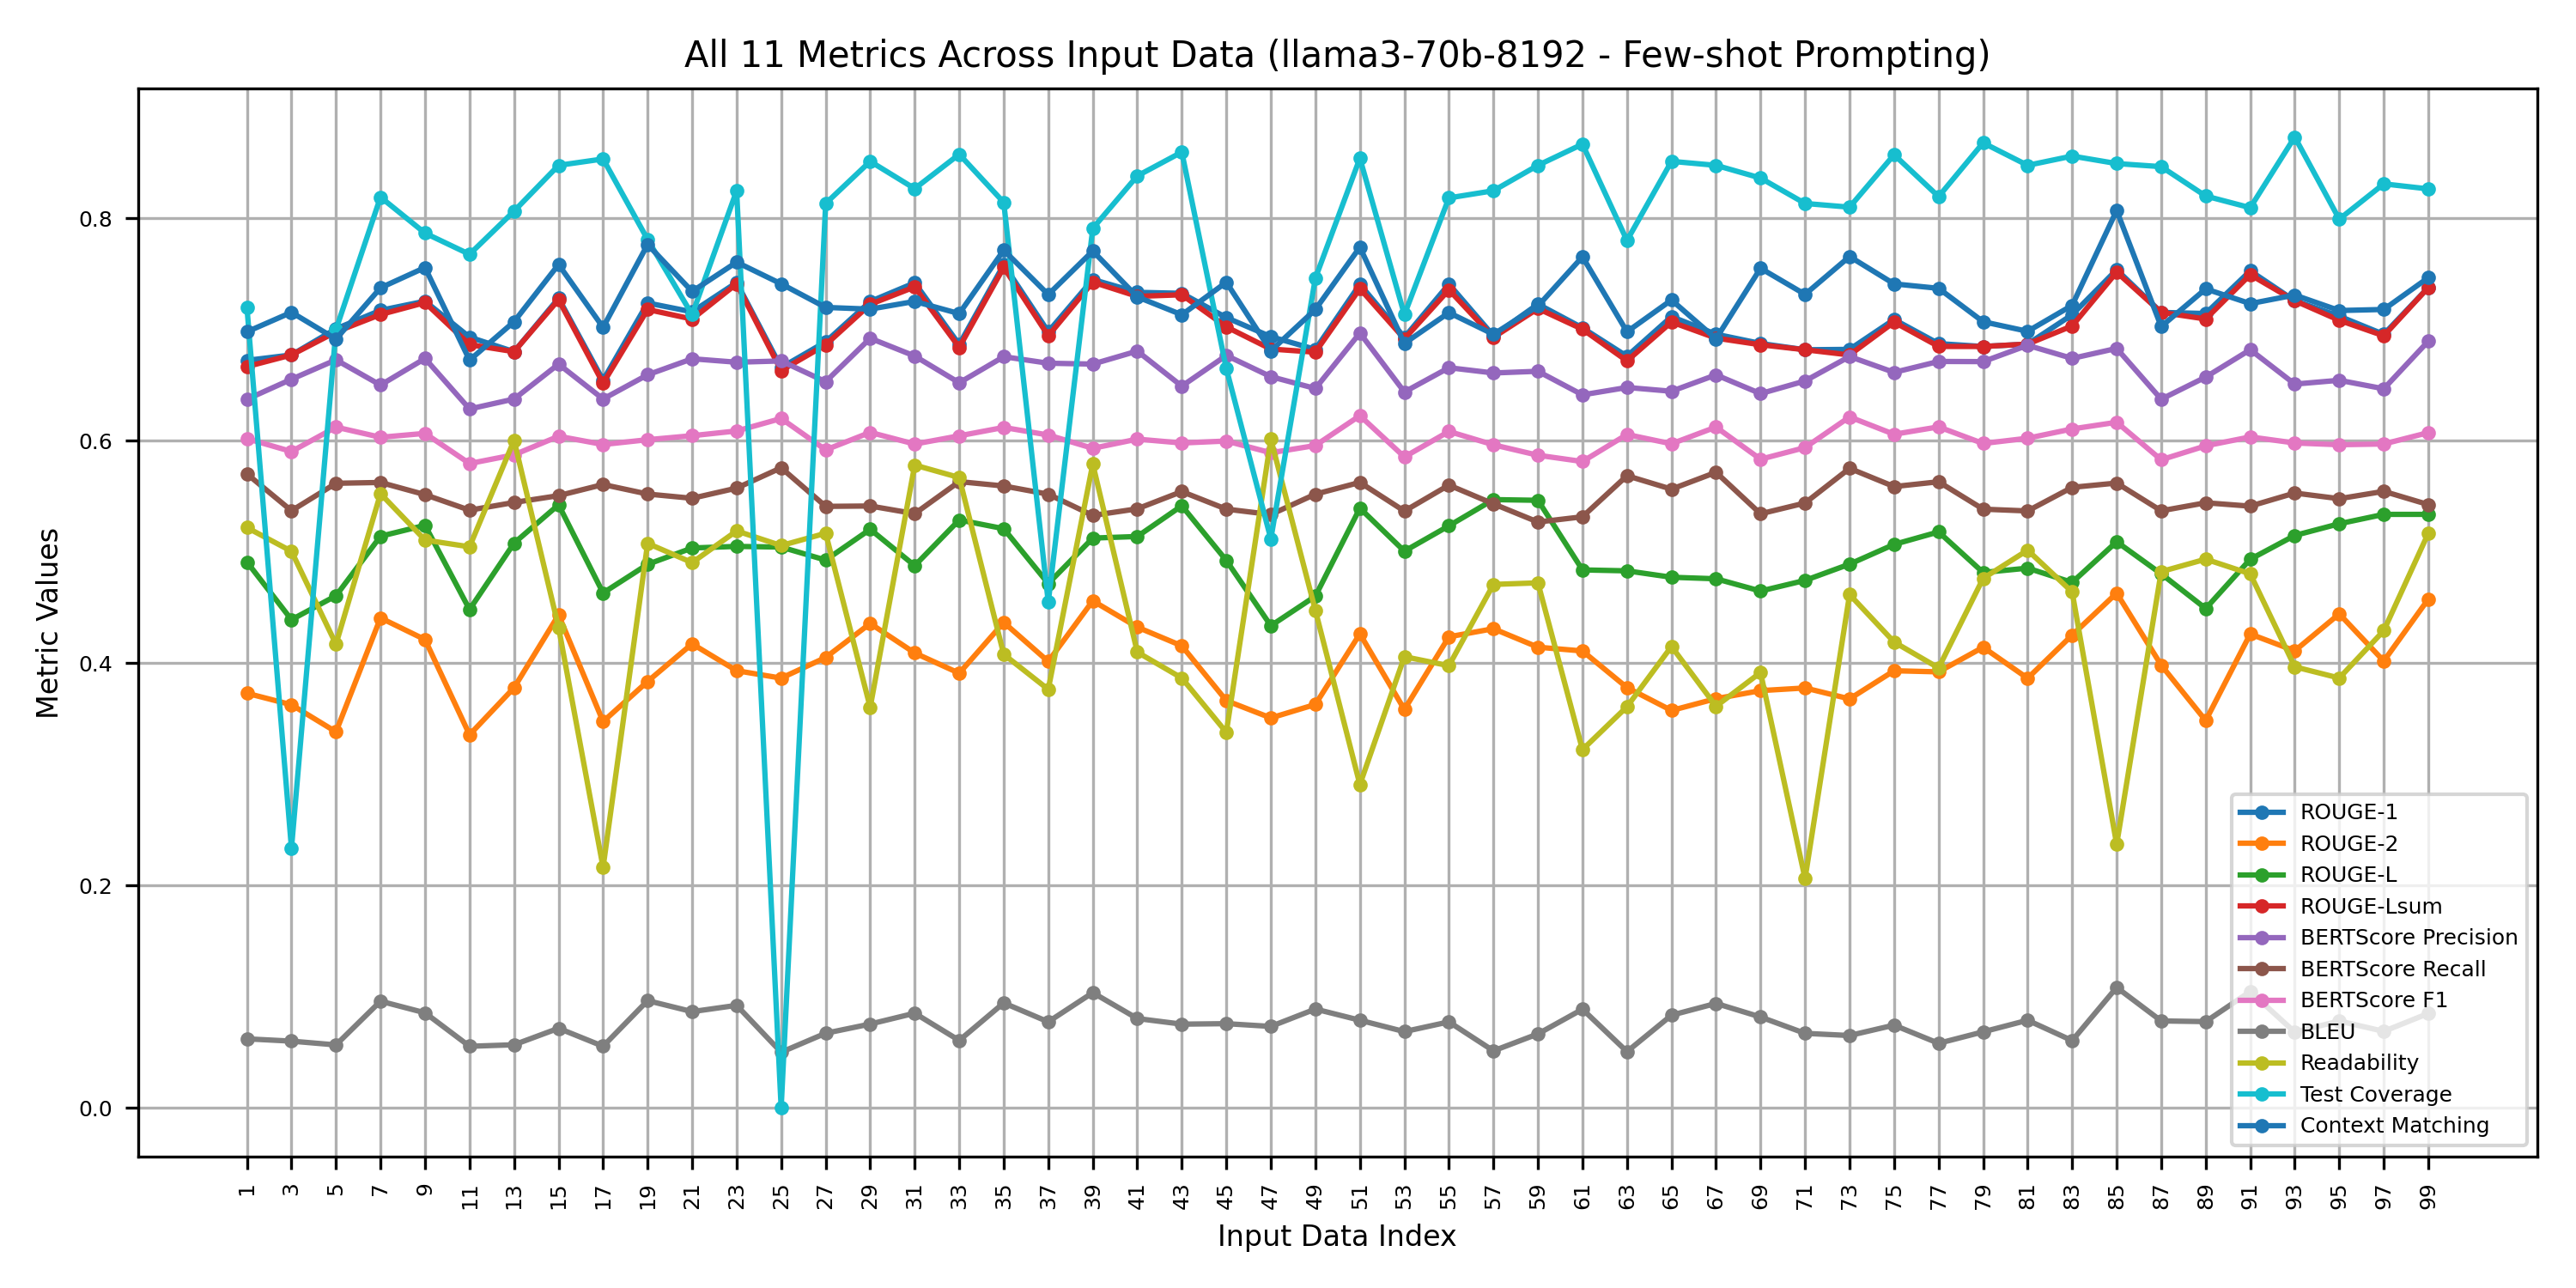 All 11 Metrics Across Input Data (llama3-70b-8192 - Few-shot Prompting)
Metric Values
0.8
0.6
0.4
0.2
0.0
ROUGE-1
ROUGE-2
ROUGE-L
ROUGE-Lsum
BERTScore Precision
BERTScore Recall
BERTScore F1
BLEU
Readability
Test Coverage
Context Matching
1 3 5 7 9 11 13 15 17 19 21 23 25 27 29 31 33 35 37 39 41 43 45 47 49 51 53 55 57 59 61 63 65 67 69 71 73 75 77 79 81 83 85 87 89 91 93 95 97 99
Input Data Index